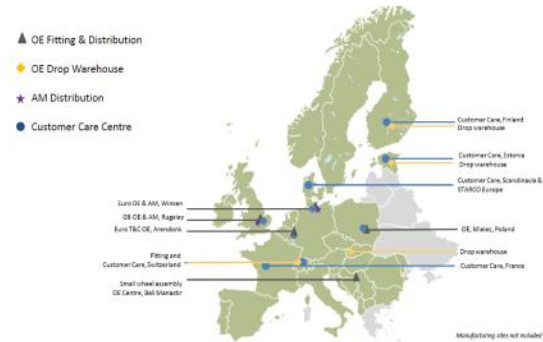 OE Fitting & Distribution
OE Drop Warehouse
AM Distribution
Customer Care Centre
Customer Care, Finland
Drop warehouse
Customer Care, Estonia
Drop warehouse
Customer Care, Scandinavia &
STARCO Europe
Euro OE & AM, Winsen
GB OE & AM, Rugeley
Euro T&C OE, Arendonk
OE, Mielec, Poland
Fitting and
Customer Care, Switzerland
Drop warehouse
Customer Care, France
Small wheel assembly
OE Centre, Beli Manastir
Manufacturing sites not included